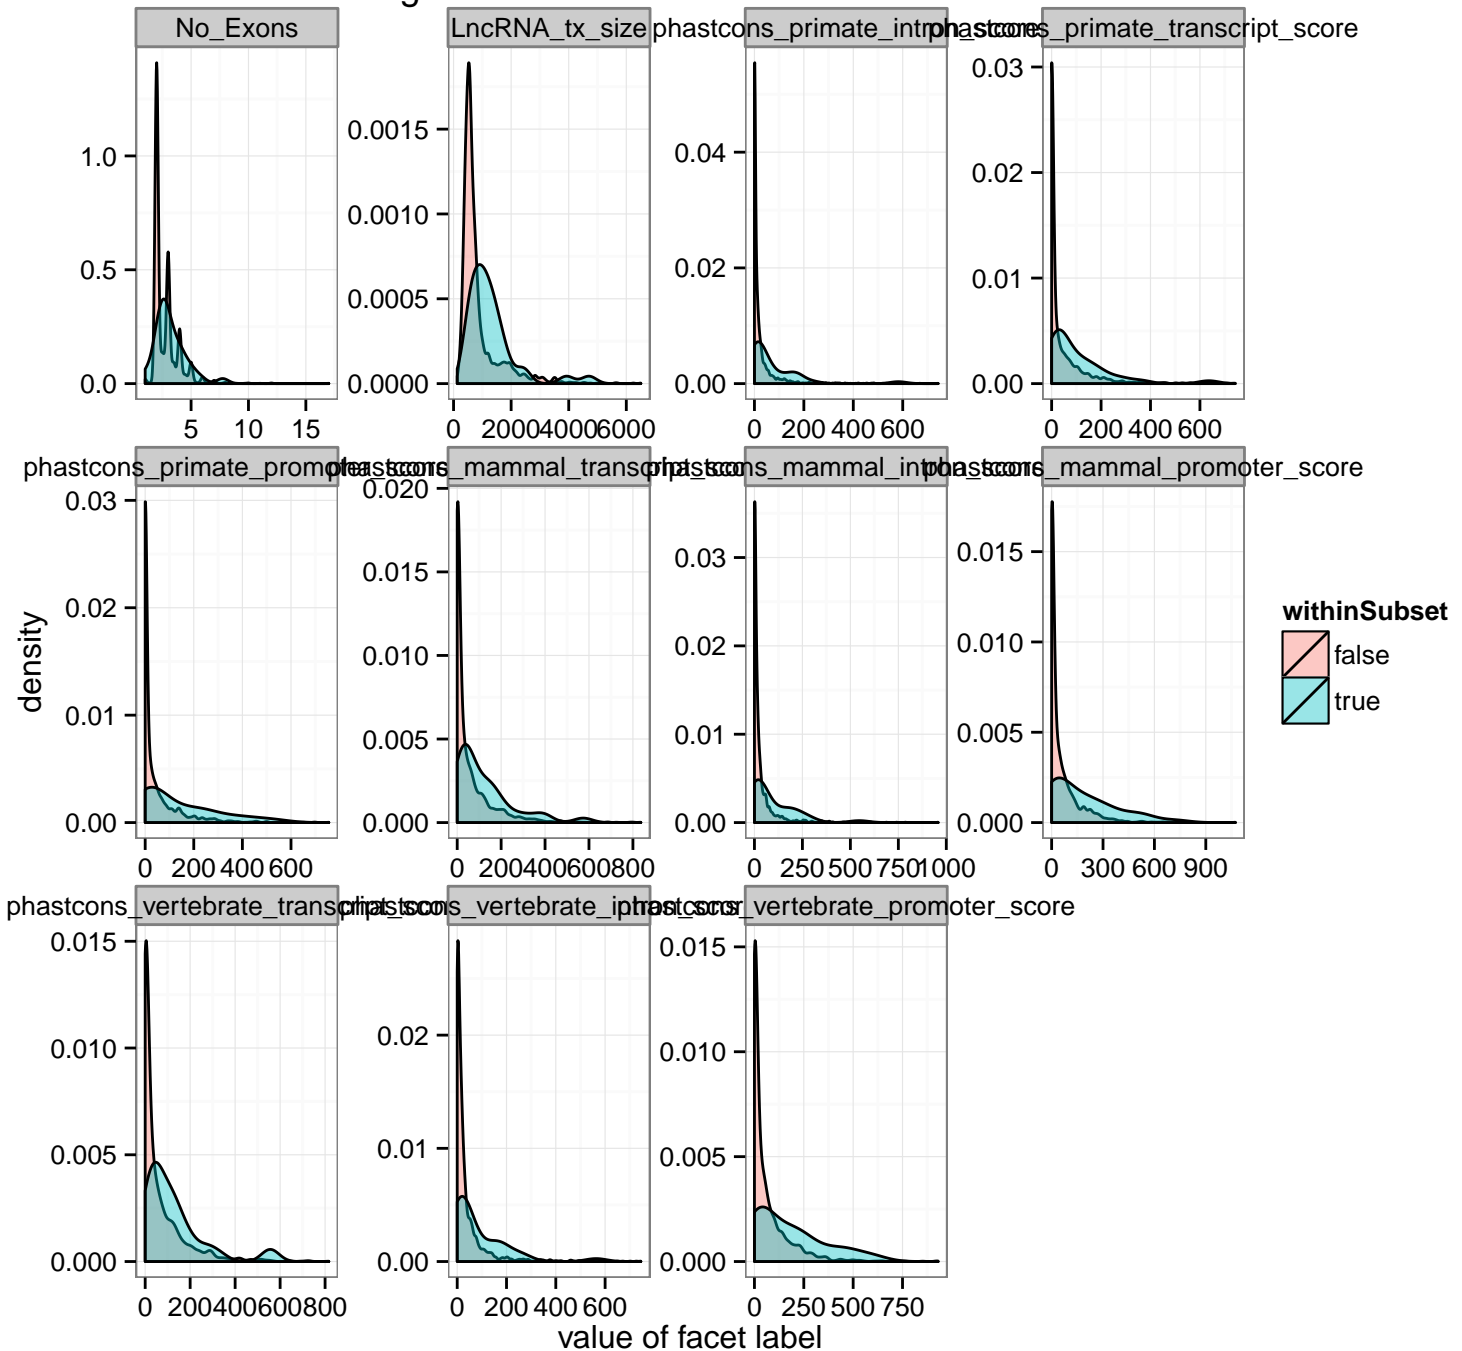 No_Exons
LncRNA_tx_size
phastcons_primate_intron_score
phastcons_primate_transcript_score
1.0
0.5
0.0
5 10 15
0.0015
0.0010
0.0005
0.0000
0 2000 4000 6000
0.04
0.02
0.00
0 200 400 600
0.03
0.02
0.01
0.00
0 200 400 600
phastcons_primate_promoter_score
phastcons_mammal_transcript_score
phastcons_mammal_intron_score
phastcons_mammal_promoter_score
0.03
0.02
0.01
0.00
0 200 400 600
0.020
0.015
0.010
0.005
0.000
0 200 400 600 800
0.03
0.02
0.01
0.00
0 250 500 750 1000
0.015
0.010
0.005
0.000
0 300 600 900
phastcons_vertebrate_transcript_score
phastcons_vertebrate_intron_score
phastcons_vertebrate_promoter_score
0.015
0.010
0.005
0.000
0 200 400 600 800
0.02
0.01
0.00
0 200 400 600
0.015
0.010
0.005
0.000
0 250 500 750
density
value of facet label
withinSubset
false
true